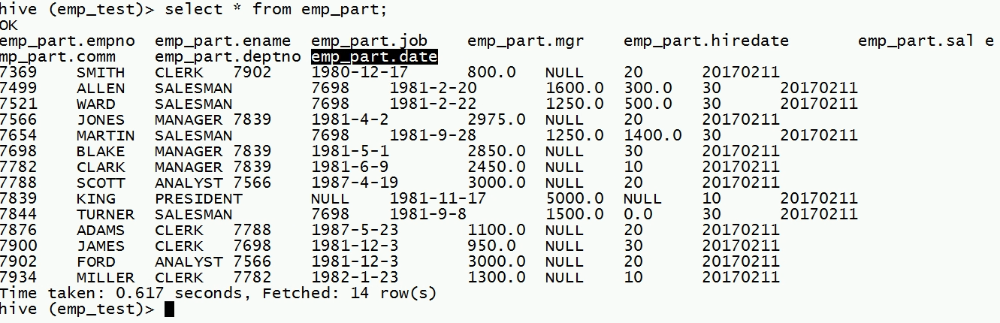 hive (emp_test)> select * from emp_part;
OK
emp_part.empno emp_part.ename emp_part.job emp_part.mgr emp_part.hiredate emp_part.sal e
mp_part.comm emp_part.deptno emp_part.date
7369 SMITH CLERK 7902 1980-12-17 800.0 NULL 20 20170211
7499 ALLEN SALESMAN 7698 1981-2-20 1600.0 300.0 30 20170211
7521 WARD SALESMAN 7698 1981-2-22 1250.0 500.0 30 20170211
7566 JONES MANAGER 7839 1981-4-2 2975.0 NULL 20 20170211
7654 MARTIN SALESMAN 7698 1981-9-28 1250.0 1400.0 30 20170211
7698 BLAKE MANAGER 7839 1981-5-1 2850.0 NULL 30 20170211
7782 CLARK MANAGER 7839 1981-6-9 2450.0 NULL 10 20170211
7788 SCOTT ANALYST 7566 1987-4-19 3000.0 NULL 20 20170211
7839 KING PRESIDENT NULL 1981-11-17 5000.0 NULL 10 20170211
7844 TURNER SALESMAN 7698 1981-9-8 1500.0 0.0 30 20170211
7876 ADAMS CLERK 7788 1987-5-23 1100.0 NULL 20 20170211
7900 JAMES CLERK 7698 1981-12-3 950.0 NULL 30 20170211
7902 FORD ANALYST 7566 1981-12-3 3000.0 NULL 20 20170211
7934 MILLER CLERK 7782 1982-1-23 1300.0 NULL 10 20170211
Time taken: 0.617 seconds, Fetched: 14 row(s)
hive (emp_test)>